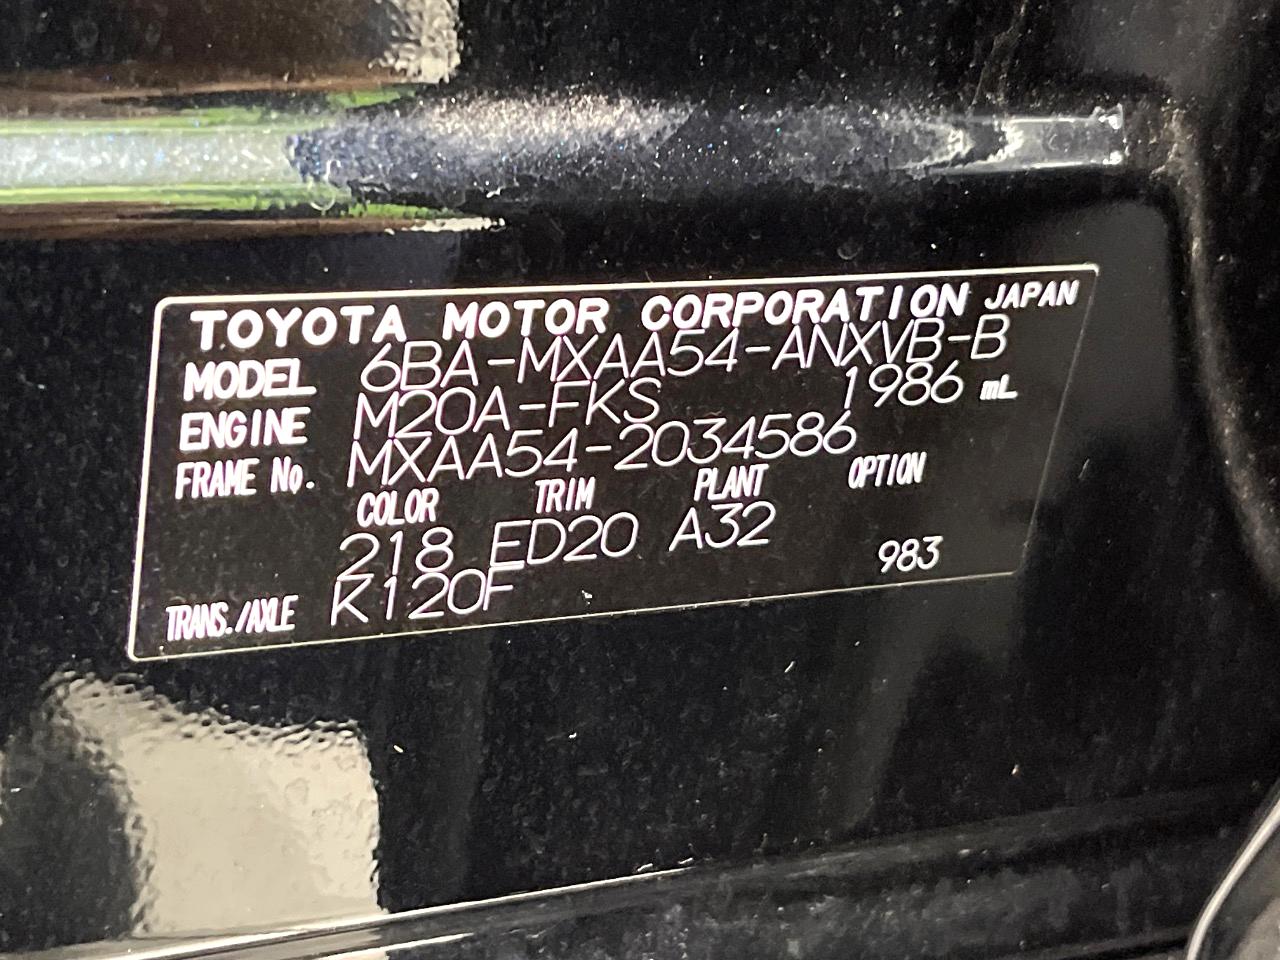 TOYOTA MOTOR CORPORATION JAPAN
MODEL 6BA-MXAA54-ANXVB-B
ENGINE M20A-FKS 1986 mL
FRAME No. MXAA54-2034586
COLOR TRIM PLANT OPTION
218 ED20 A32 983
TRANS./AXLE K120F